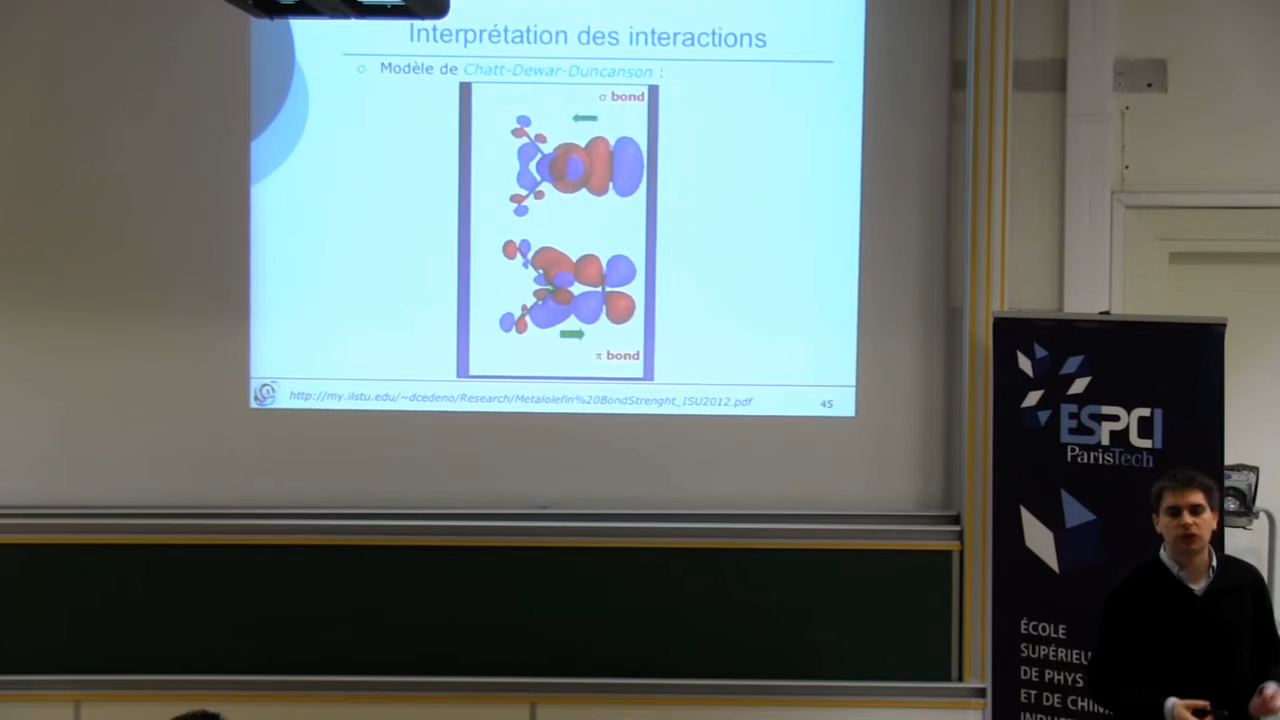 Interprétation des interactions
Modèle de Chatt-Dewar-Duncanson :
σ bond
π bond
http://my.ilstu.edu/~dcedeno/Research/Metalolefin%20BondStrenght_ISU2012.pdf
45
ESPCI
ParisTech
ÉCOLE
SUPÉRIEU
DE PHYS
ET DE CHIM
INDU